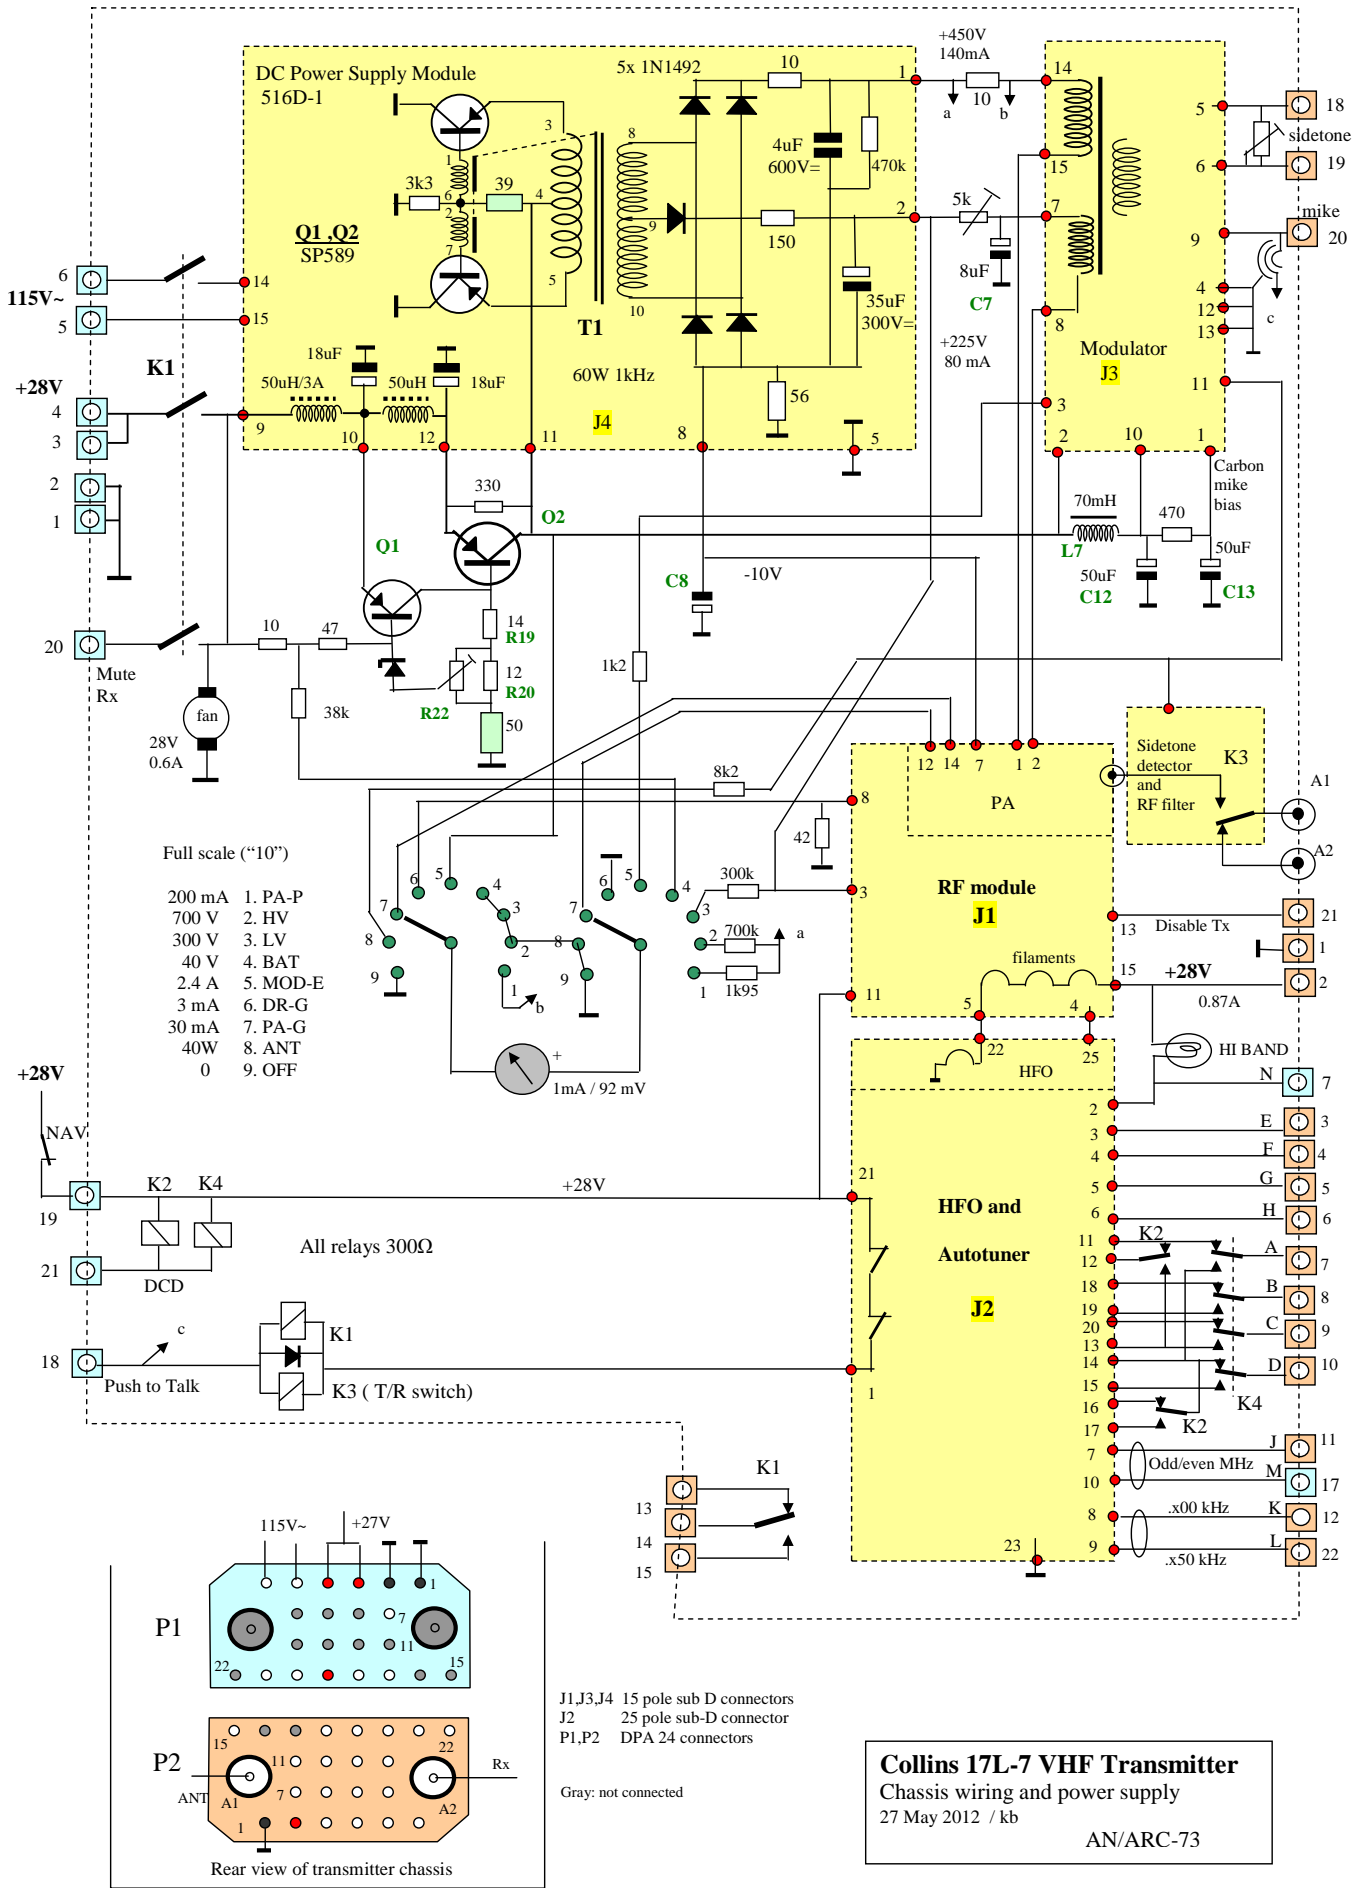 +450V
140mA
DC Power Supply Module
516D-1
5x 1N1492
10
1
14
10
a
b
18
5
sidetone
3
8
4uF
600V=
470k
1
3k3
6
39
4
15
6
19
2
Q1 ,Q2
SP589
9
2
5k
7
mike
20
9
7
5
150
8uF
C7
6
14
115V~
5
15
T1
10
35uF
300V=
4
12
13
c
+225V
80 mA
8
Modulator
J3
18uF
K1
50uH/3A
50uH
18uF
60W 1kHz
56
11
+28V
4
3
9
10
12
11
J4
8
5
3
2
10
1
Carbon
mike
bias
2
1
330
70mH
470
Q1
O2
L7
50uF
C12
50uF
C13
C8
-10V
14
R19
20
Mute
Rx
10
47
12
R20
R22
50
1k2
38k
fan
28V
0.6A
8k2
12
14
7
1
2
PA
Sidetone
detector
and
RF filter
K3
A1
A2
8
42
Full scale (“10”)
200 mA 1. PA-P
700 V 2. HV
300 V 3. LV
40 V 4. BAT
2.4 A 5. MOD-E
3 mA 6. DR-G
30 mA 7. PA-G
40W 8. ANT
0 9. OFF
6
5
4
3
2
1
7
8
9
b
6
5
4
3
2
1
7
8
9
300k
700k
1k95
a
3
RF module
J1
13
Disable Tx
21
1
2
filaments
15
+28V
0.87A
11
5
4
22
25
HFO
+
1mA / 92 mV
HI BAND
+28V
NAV
2
N
7
3
E
3
4
F
4
5
G
5
6
H
6
19
K2
K4
+28V
21
HFO and
Autotuner
J2
All relays 300Ω
21
DCD
11
K2
A
7
12
18
B
8
19
20
C
9
13
14
D
10
15
16
K4
17
K2
18
c
Push to Talk
K1
K3 ( T/R switch)
1
7
J
11
Odd/even MHz
10
M
17
8
.x00 kHz
K
12
9
.x50 kHz
L
22
23
K1
13
14
15
115V~
+27V
1
P1
7
11
22
15
15
P2
11
22
Rx
ANT
A1
7
A2
1
Rear view of transmitter chassis
J1,J3,J4 15 pole sub D connectors
J2 25 pole sub-D connector
P1,P2 DPA 24 connectors
Gray: not connected
Collins 17L-7 VHF Transmitter
Chassis wiring and power supply
27 May 2012 / kb
AN/ARC-73